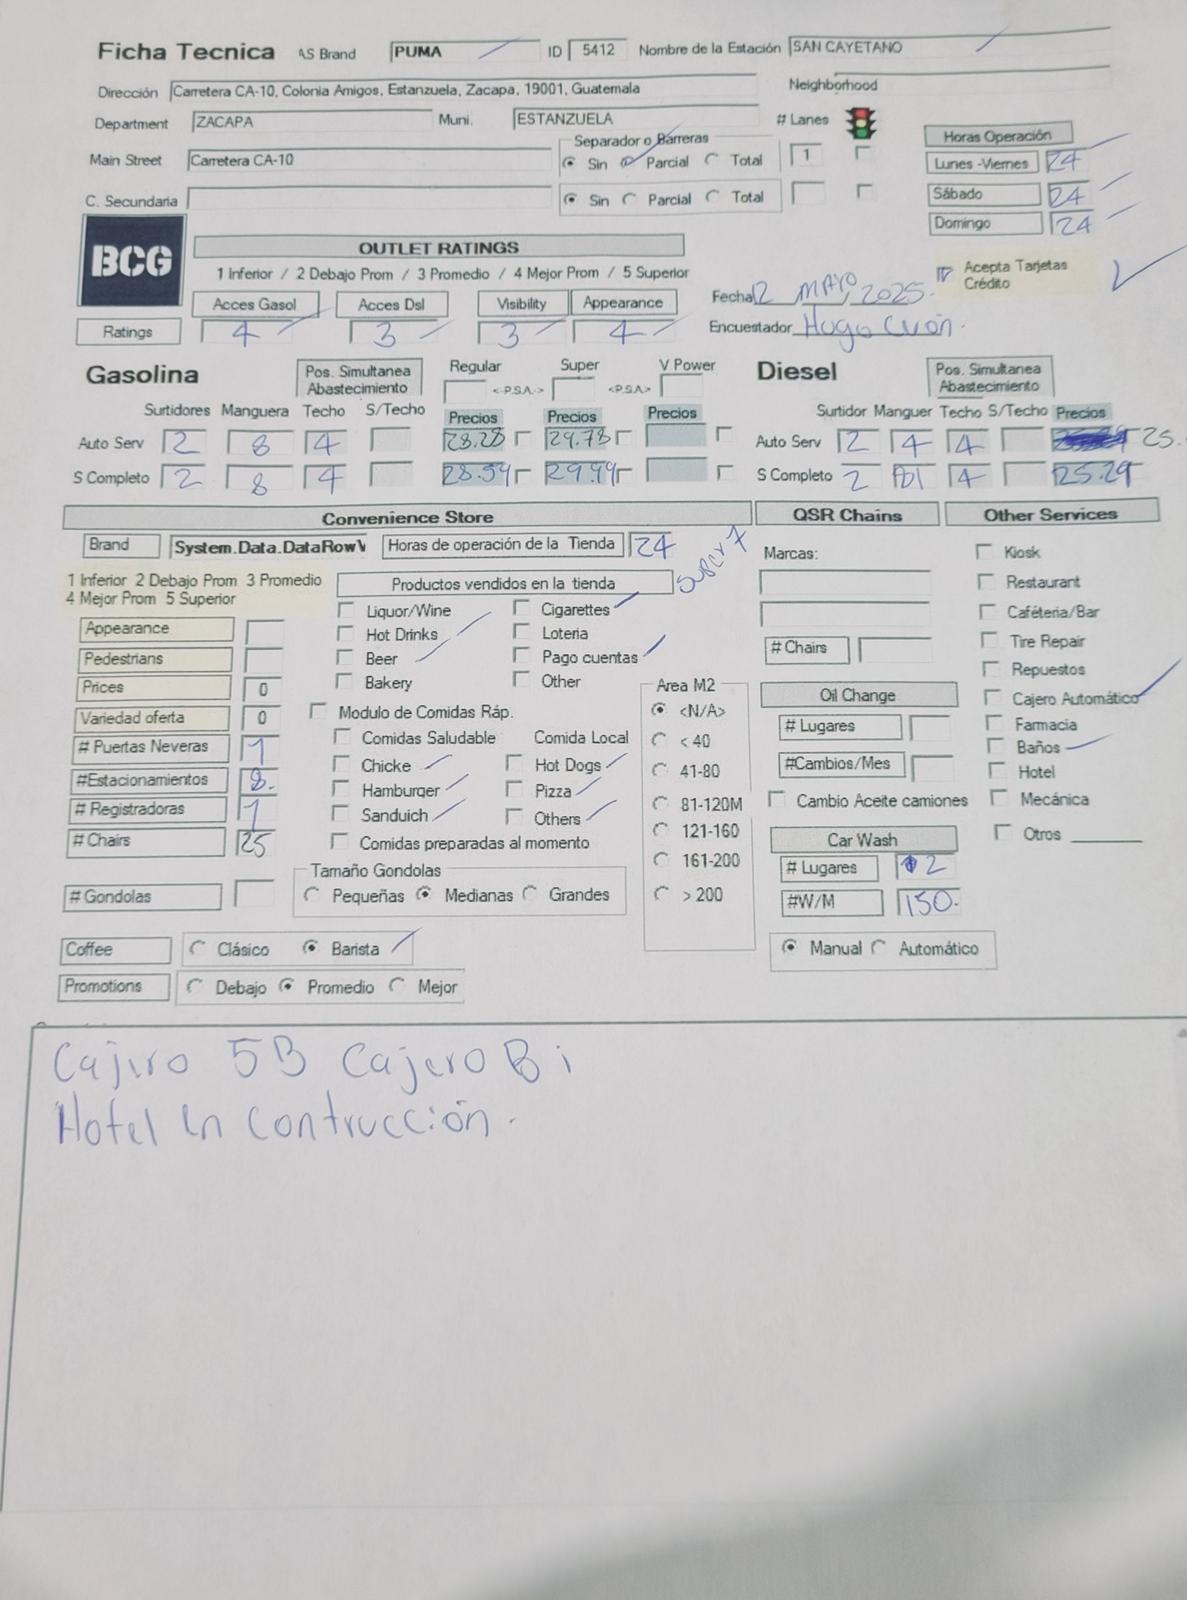 Ficha Tecnica AS Brand PUMA ID 5412 Nombre de la Estación SAN CAYETANO
Dirección Carretera CA-10, Colonia Amigos, Estanzuela, Zacapa, 19001, Guatemala Neighborhood
Department ZACAPA Muni. ESTANZUELA # Lanes
Separador o Barreras Horas Operación
Main Street Carretera CA-10 Sin Parcial Total 1 Lunes -Viernes 24
C. Secundaria Sin Parcial Total Sábado 24
Domingo 24
BCG OUTLET RATINGS
1 Inferior / 2 Debajo Prom / 3 Promedio / 4 Mejor Prom / 5 Superior Acepta Tarjetas Crédito
Acces Gasol Acces Dsl Visibility Appearance Fecha 12 MAYO 2025.
Ratings 4 3 3 4 Encuestador Hugo
Gasolina Pos. Simultanea Abastecimiento Regular Super V Power Diesel Pos. Simultanea Abastecimiento
<-P.S.A.-> <P.S.A>
Surtidores Manguera Techo S/Techo Precios Precios Precios Surtidor Manguer Techo S/Techo Precios
Auto Serv 2 8 4 28.28 29.78 Auto Serv 2 4 4 25.
S Completo 2 8 4 28.59 29.99 S Completo 2 4 25.29
Convenience Store QSR Chains Other Services
Brand System.Data.DataRowV Horas de operación de la Tienda 24 Super 7 Marcas: Kiosk
1 Inferior 2 Debajo Prom 3 Promedio Productos vendidos en la tienda Restaurant
4 Mejor Prom 5 Superior Liquor/Wine Cigarettes Caféteria/Bar
Appearance Hot Drinks Loteria Tire Repair
Pedestrians Beer Pago cuentas # Chairs Repuestos
Prices 0 Bakery Other Area M2 Oil Change Cajero Automático
Variedad oferta 0 Modulo de Comidas Ráp. <N/A> # Lugares Farmacia
# Puertas Neveras 7 Comidas Saludable Comida Local < 40 Baños
#Estacionamientos 8. Chicke Hot Dogs 41-80 #Cambios/Mes Hotel
# Registradoras 1 Hamburger Pizza 81-120M Cambio Aceite camiones Mecánica
# Chairs 25 Sanduich Others 121-160 Car Wash Otros
Comidas preparadas al momento 161-200 # Lugares 2
Tamaño Gondolas
# Gondolas Pequeñas Medianas Grandes > 200 #W/M 150.
Coffee Clásico Barista Manual Automático
Promotions Debajo Promedio Mejor
Cajero 5B Cajero Bi
Hotel en Contrucción.